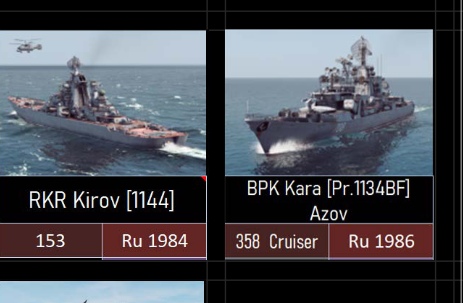 RKR Kirov [1144]
153 Ru 1984
BPK Kara [Pr.1134BF]
Azov
358 Cruiser Ru 1986